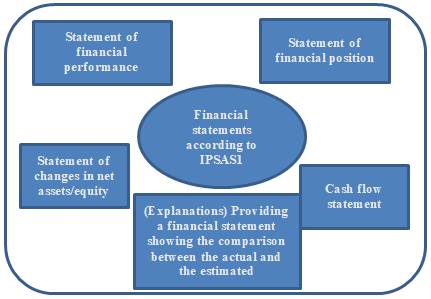 Statement of
financial
performance
Statement of
financial position
Financial
statements
according to
IPSAS1
Statement of
changes in net
assets/equity
Cash flow
statement
(Explanations) Providing
a financial statement
showing the comparison
between the actual and
the estimated